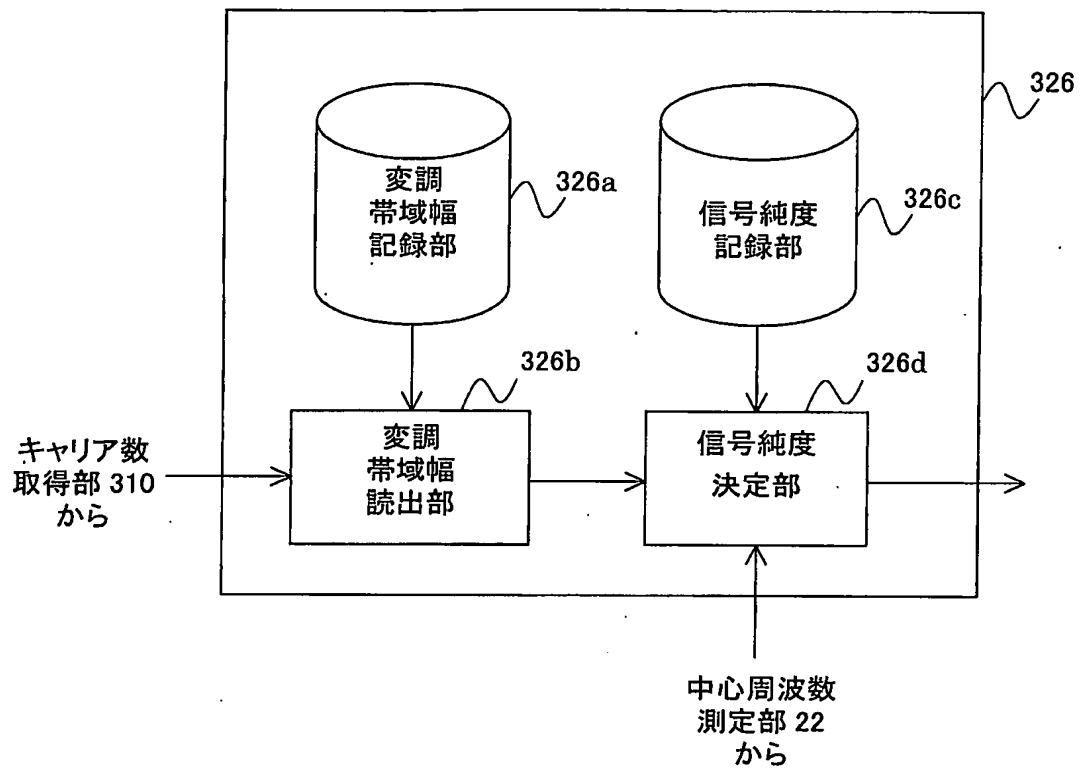 326
変調
帯域幅
記録部
326a
信号純度
記録部
326c
326b
326d
キャリア数
取得部 310
から
変調
帯域幅
読出部
信号純度
決定部
中心周波数
測定部 22
から